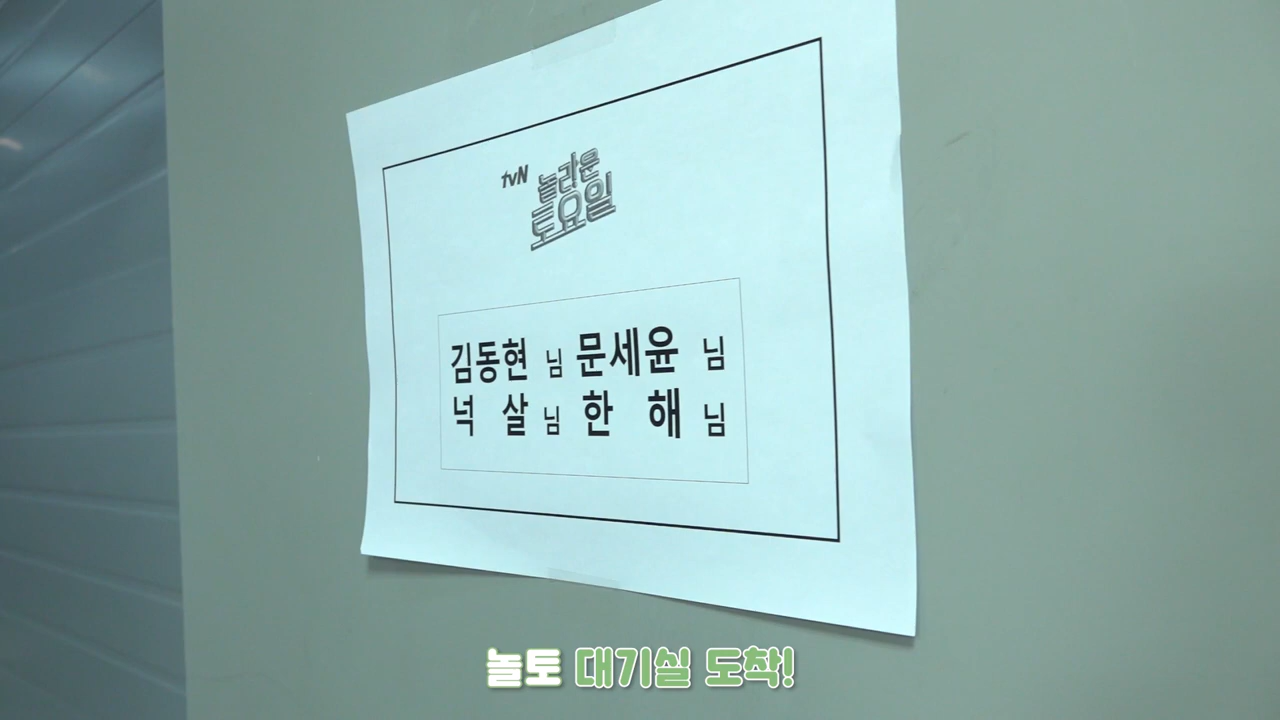 tvN 놀라운
토요일
김동현 님 문세윤 님
넉 살 님 한 해 님
놀토 대기실 도착!